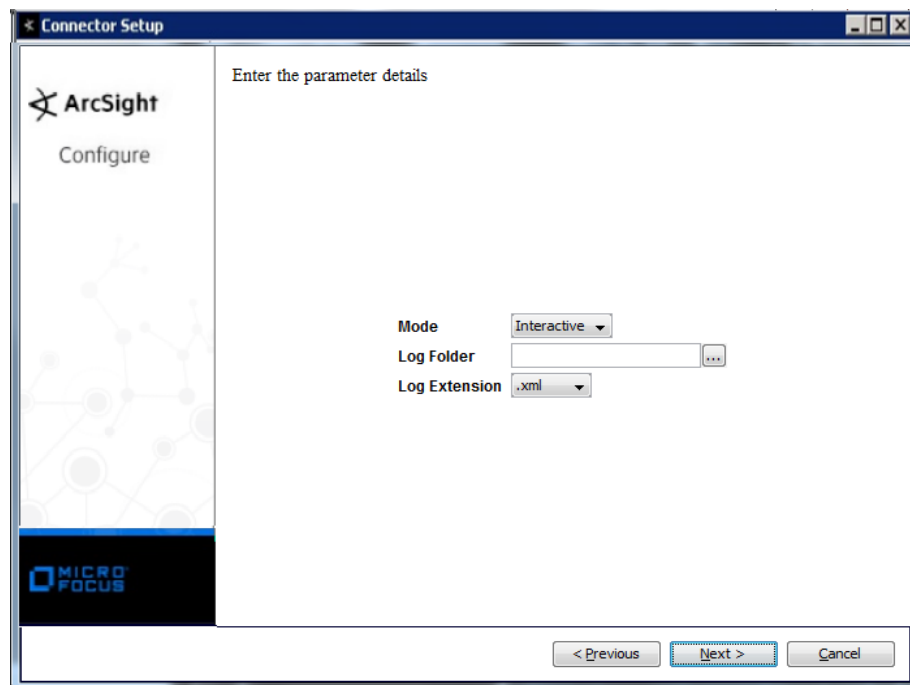 Connector Setup
ArcSight
Configure
Enter the parameter details
Mode Interactive
Log Folder ...
Log Extension .xml
MICRO
FOCUS
< Previous Next > Cancel